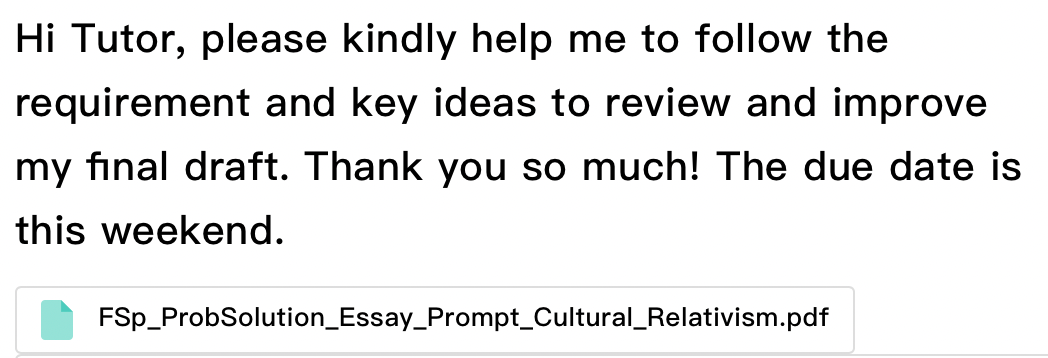 Hi Tutor, please kindly help me to follow the
requirement and key ideas to review and improve
my final draft. Thank you so much! The due date is
this weekend.
FSp_ProbSolution_Essay_Prompt_Cultural_Relativism.pdf